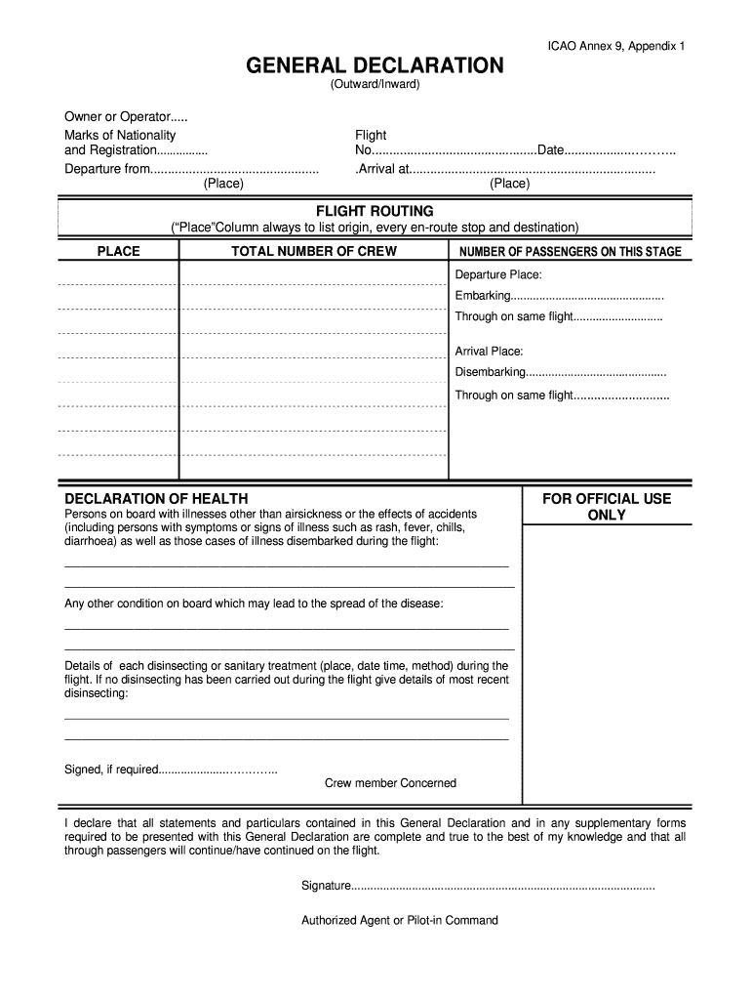 ICAO Annex 9, Appendix 1
GENERAL DECLARATION
(Outward/Inward)
Owner or Operator.....
Marks of Nationality
and Registration................
Flight
No.............................................Date...................………..
Departure from..............................................
.Arrival at...................................................................
(Place)
(Place)
FLIGHT ROUTING
(“Place”Column always to list origin, every en-route stop and destination)
PLACE
TOTAL NUMBER OF CREW
NUMBER OF PASSENGERS ON THIS STAGE
Departure Place:
Embarking................................................
Through on same flight............................
Arrival Place:
Disembarking............................................
Through on same flight............................
DECLARATION OF HEALTH
Persons on board with illnesses other than airsickness or the effects of accidents
(including persons with symptoms or signs of illness such as rash, fever, chills,
diarrhoea) as well as those cases of illness disembarked during the flight:
Any other condition on board which may lead to the spread of the disease:
Details of each disinsecting or sanitary treatment (place, date time, method) during the
flight. If no disinsecting has been carried out during the flight give details of most recent
disinsecting:
Signed, if required.....................…………..
Crew member Concerned
FOR OFFICIAL USE
ONLY
I declare that all statements and particulars contained in this General Declaration and in any supplementary forms
required to be presented with this General Declaration are complete and true to the best of my knowledge and that all
through passengers will continue/have continued on the flight.
Signature...............................................................................................
Authorized Agent or Pilot-in Command